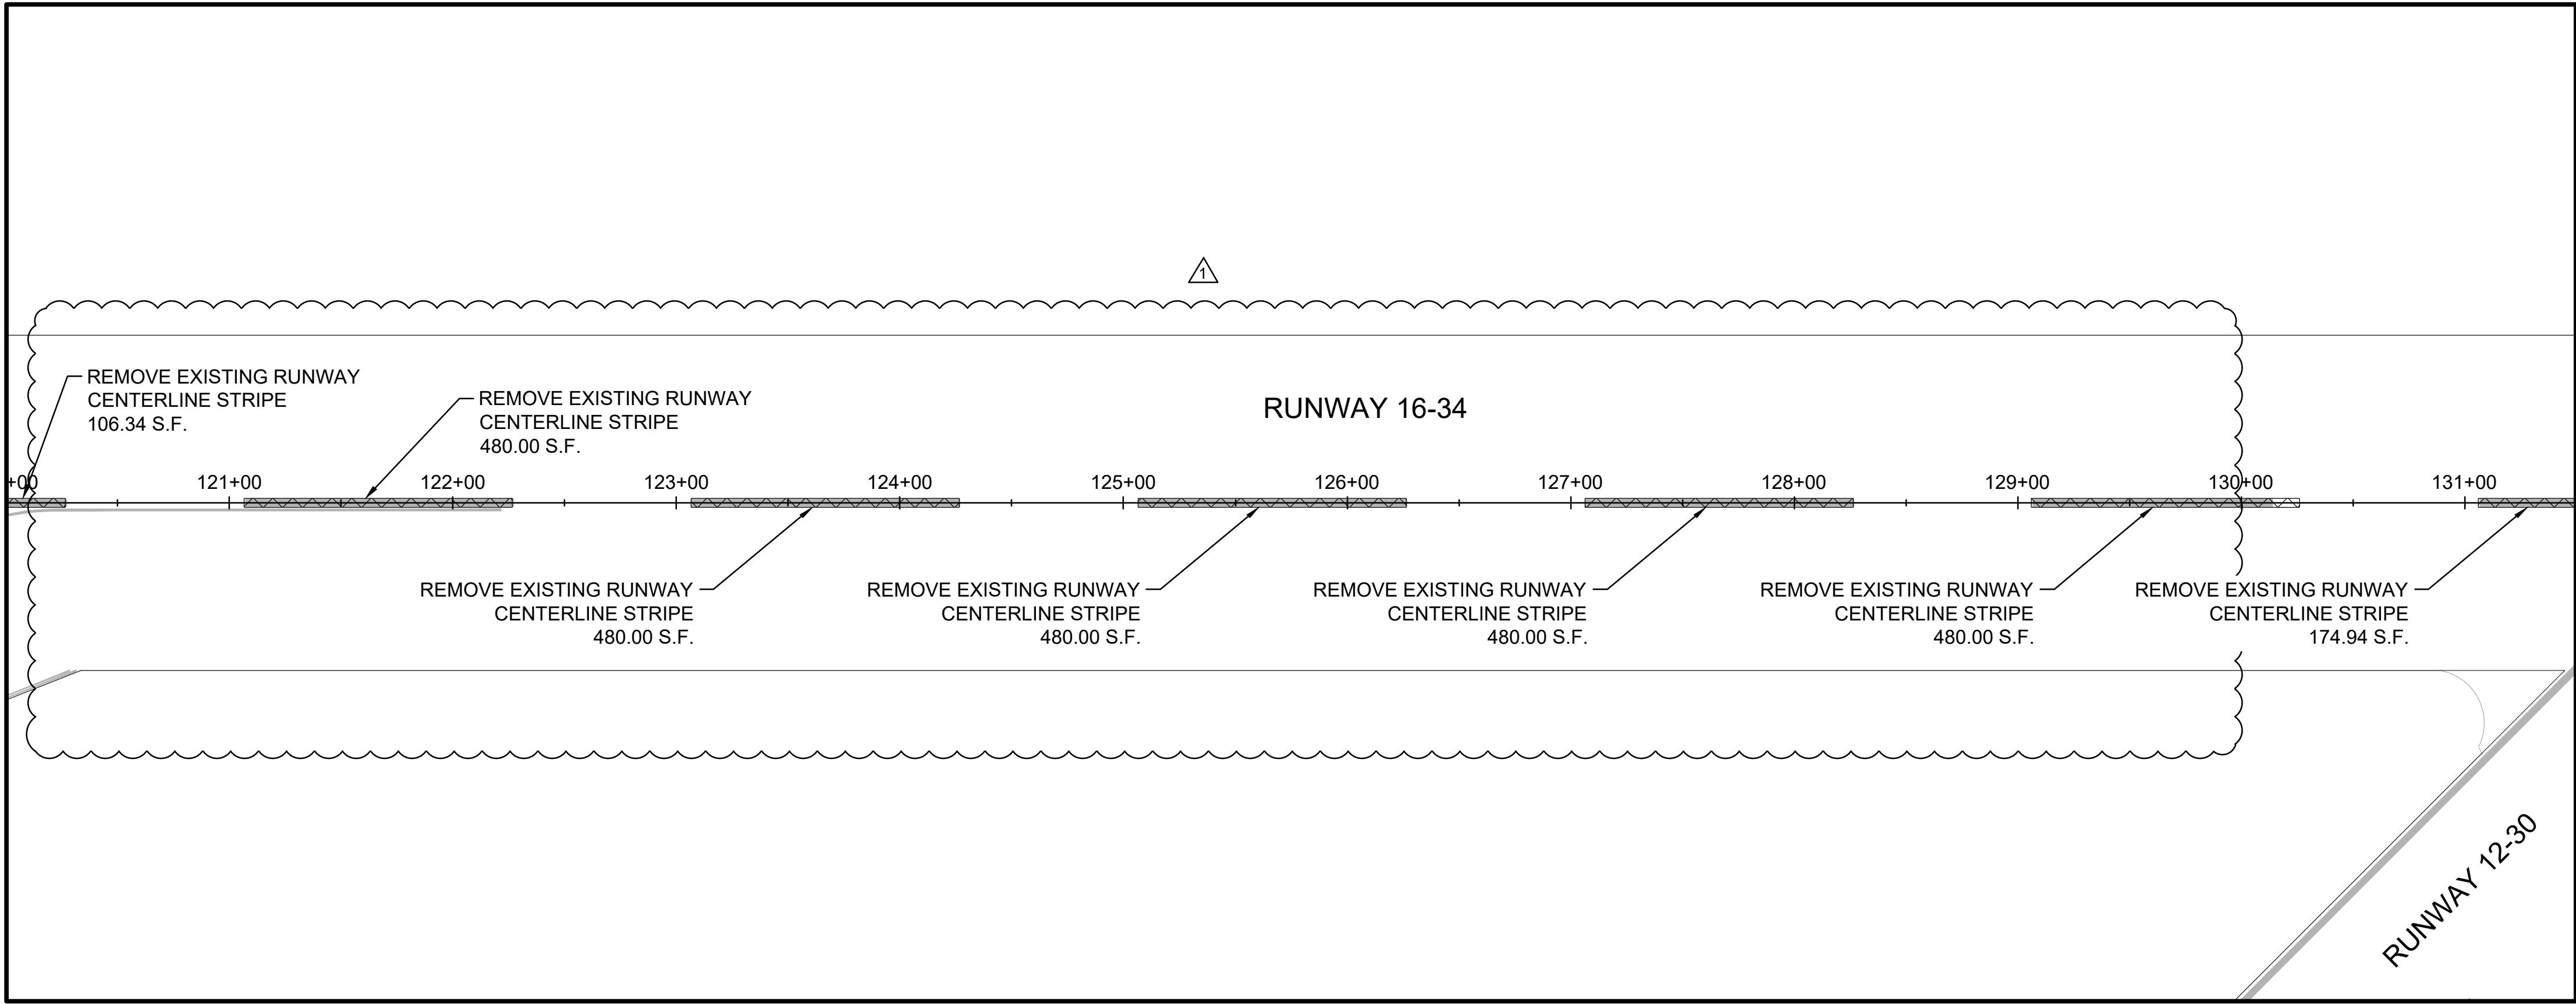 1
REMOVE EXISTING RUNWAY
CENTERLINE STRIPE
106.34 S.F.
REMOVE EXISTING RUNWAY
CENTERLINE STRIPE
480.00 S.F.
RUNWAY 16-34
+00
121+00
122+00
123+00
124+00
125+00
126+00
127+00
128+00
129+00
130+00
131+00
REMOVE EXISTING RUNWAY
CENTERLINE STRIPE
480.00 S.F.
REMOVE EXISTING RUNWAY
CENTERLINE STRIPE
480.00 S.F.
REMOVE EXISTING RUNWAY
CENTERLINE STRIPE
480.00 S.F.
REMOVE EXISTING RUNWAY
CENTERLINE STRIPE
480.00 S.F.
REMOVE EXISTING RUNWAY
CENTERLINE STRIPE
174.94 S.F.
RUNWAY 12-30